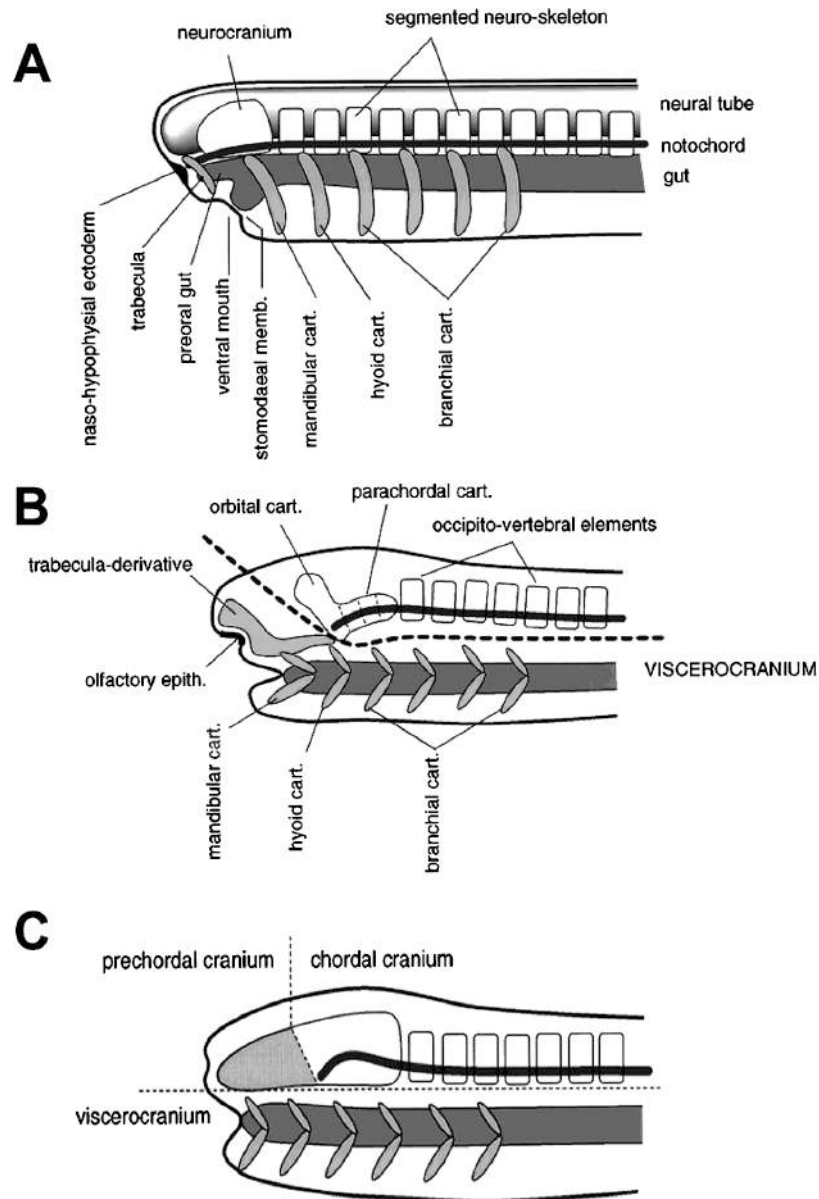 A
neurocranium
segmented neuro-skeleton
neural tube
notochord
gut
naso-hypophysial ectoderm
trabecula
preoral gut
ventral mouth
stomodaeal memb.
mandibular cart.
hyoid cart.
branchial cart.
B
orbital cart.
parachordal cart.
occipito-vertebral elements
trabecula-derivative
olfactory epith.
VISCEROCRANIUM
mandibular cart.
hyoid cart.
branchial cart.
C
prechordal cranium
chordal cranium
viscerocranium